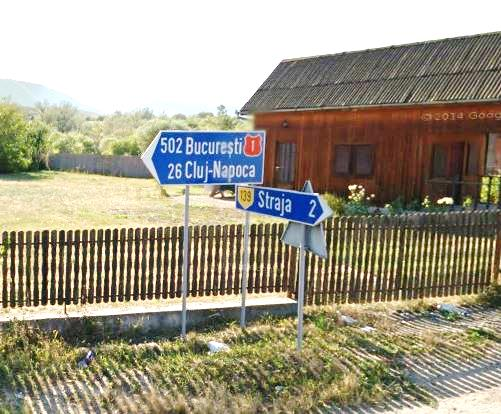 502 București 1
26 Cluj-Napoca
139 Straja 2
©2014 Google